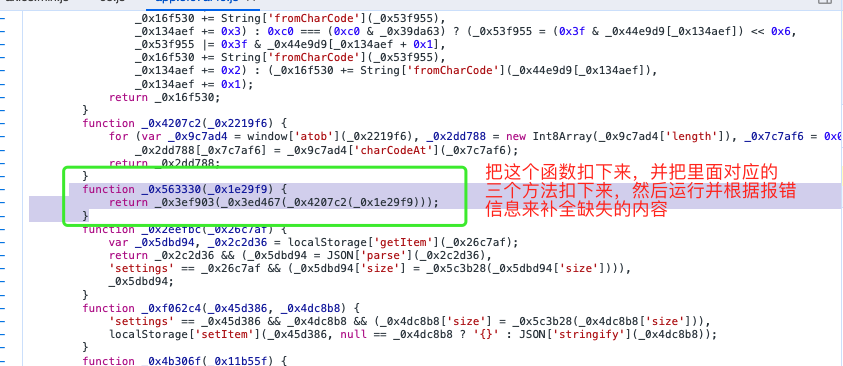 _0x16f530 += String['fromCharCode'](_0x53f955),
_0x134aef += 0x3) : 0xc0 === (0xc0 & _0x39da63) ? (_0x53f955 = (0x3f & _0x44e9d9[_0x134aef]) << 0x6,
_0x53f955 |= 0x3f & _0x44e9d9[_0x134aef + 0x1],
_0x16f530 += String['fromCharCode'](_0x53f955),
_0x134aef += 0x2) : (_0x16f530 += String['fromCharCode'](_0x44e9d9[_0x134aef]),
_0x134aef += 0x1);
return _0x16f530;
}
function _0x4207c2(_0x2219f6) {
for (var _0x9c7ad4 = window['atob'](_0x2219f6), _0x2dd788 = new Int8Array(_0x9c7ad4['length']), _0x7c7af6 = 0x0
_0x2dd788[_0x7c7af6] = _0x9c7ad4['charCodeAt'](_0x7c7af6);
return _0x2dd788;
}
function _0x563330(_0x1e29f9) {
return _0x3ef903(_0x3ed467(_0x4207c2(_0x1e29f9)));
}
把这个函数扣下来，并把里面对应的
三个方法扣下来，然后运行并根据报错
信息来补全缺失的内容
function _0x2eefbc(_0x26c7af) {
var _0x5dbd94, _0x2c2d36 = localStorage['getItem'](_0x26c7af);
return _0x2c2d36 && (_0x5dbd94 = JSON['parse'](_0x2c2d36),
'settings' == _0x26c7af && (_0x5dbd94['size'] = _0x5c3b28(_0x5dbd94['size']))),
_0x5dbd94;
}
function _0xf062c4(_0x45d386, _0x4dc8b8) {
'settings' == _0x45d386 && _0x4dc8b8 && (_0x4dc8b8['size'] = _0x5c3b28(_0x4dc8b8['size'])),
localStorage['setItem'](_0x45d386, null == _0x4dc8b8 ? '{}' : JSON['stringify'](_0x4dc8b8));
}
function _0x4b306f(_0x11b55f) {